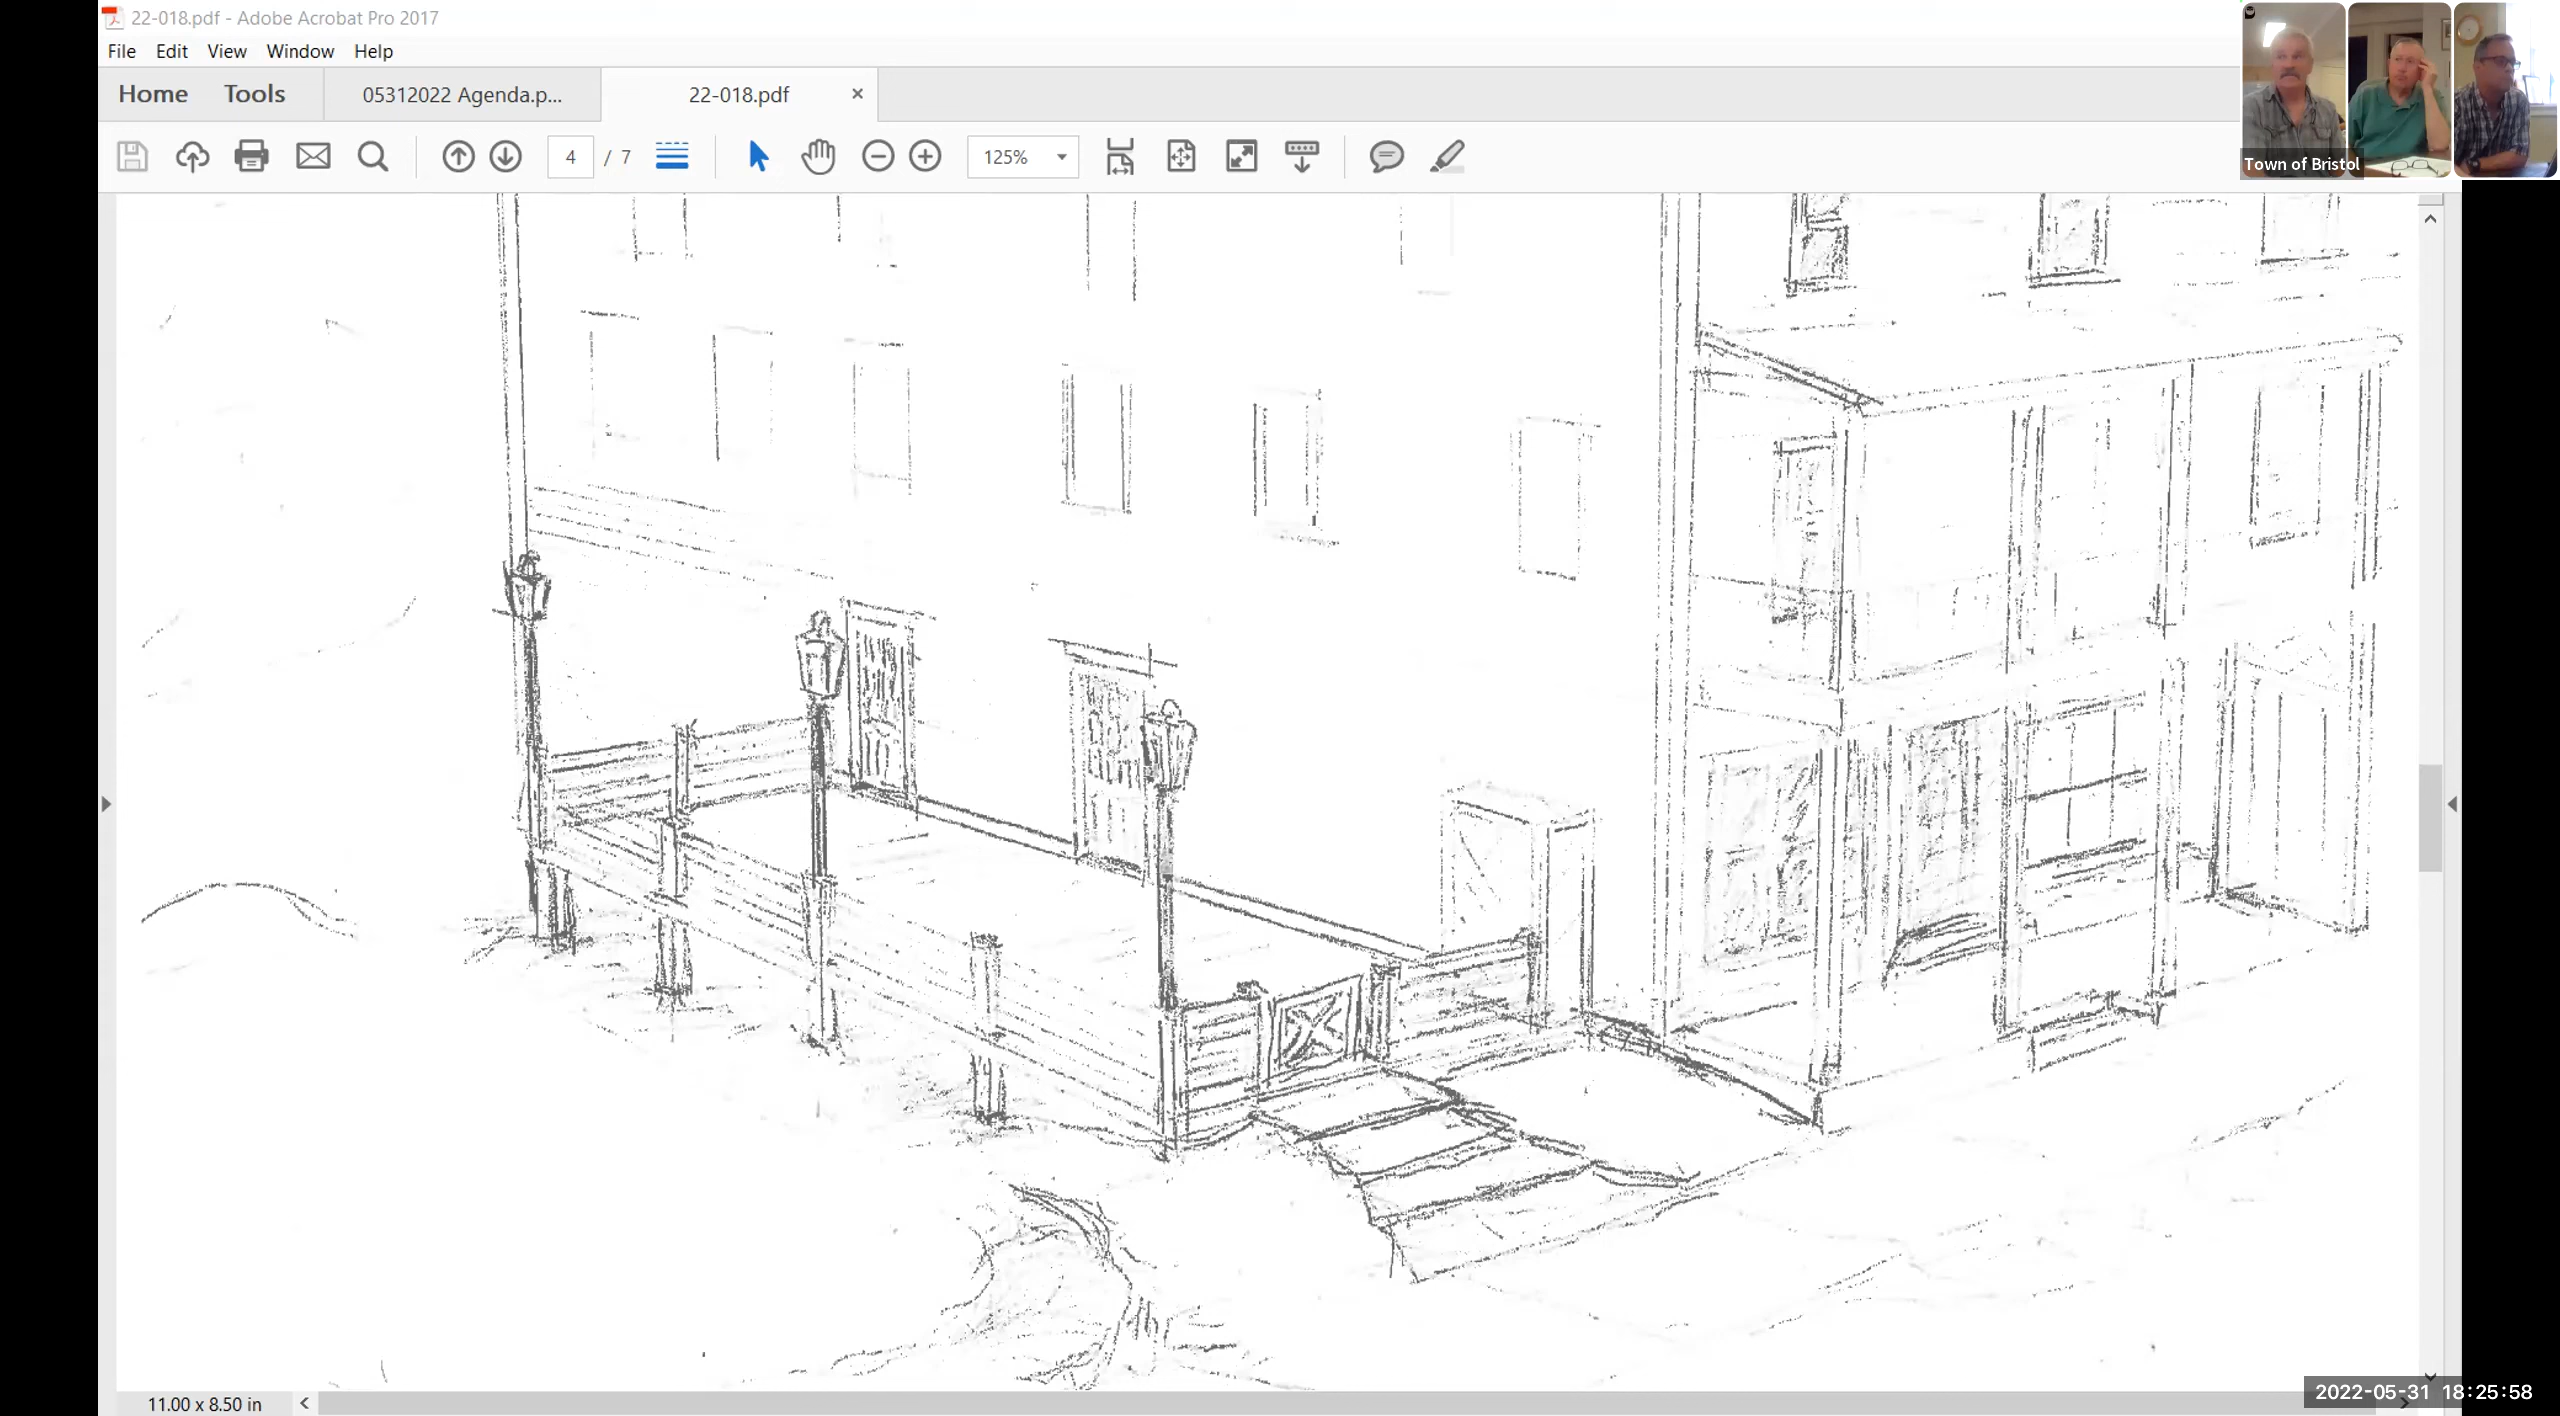 22-018.pdf - Adobe Acrobat Pro 2017
File Edit View Window Help
Home Tools 05312022 Agenda.p... 22-018.pdf ×
4 / 7 125%
Town of Bristol
11.00 x 8.50 in
2022-05-31 18:25:58